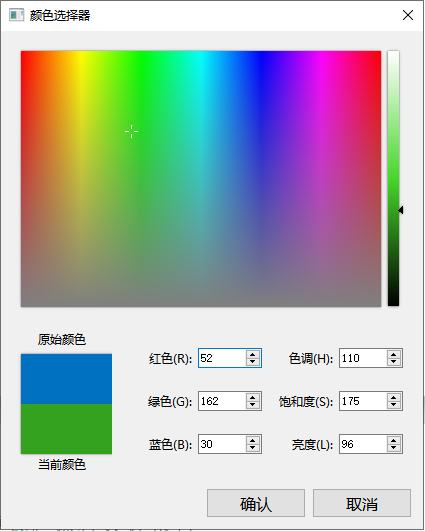 颜色选择器
原始颜色
红色(R): 52 色调(H): 110
绿色(G): 162 饱和度(S): 175
蓝色(B): 30 亮度(L): 96
当前颜色
确认 取消